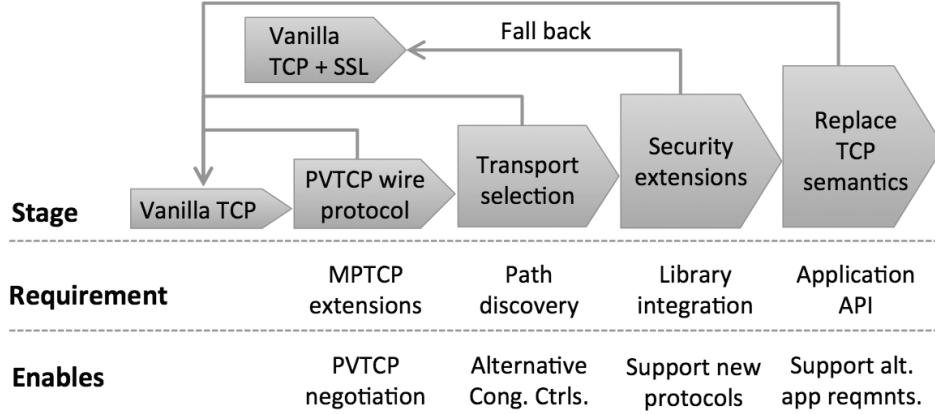 Vanilla
TCP + SSL
Fall back
Stage
Vanilla TCP
PVTCP wire
protocol
Transport
selection
Security
extensions
Replace
TCP
semantics
Requirement
MPTCP
extensions
Path
discovery
Library
integration
Application
API
Enables
PVTCP
negotiation
Alternative
Cong. Ctrls.
Support new
protocols
Support alt.
app reqmnts.